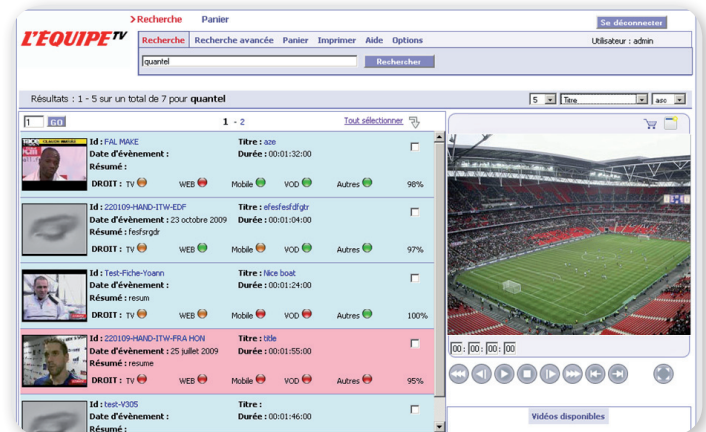 >Recherche Panier
Se déconnecter
L'ÉQUIPE TV
Recherche Recherche avancée Panier Imprimer Aide Options
Utilisateur : admin
quantel Rechercher
Résultats : 1 - 5 sur un total de 7 pour quantel
5 Titre asc
1 GO 1 - 2 Tout sélectionner
Id : FAL MAKE Titre : aze
Date d'évènement : Durée : 00:01:32:00
Résumé :
DROIT : TV WEB Mobile VOD Autres 98%
Id : 220109-HAND-ITW-EDF Titre : efesfesfdfgtr
Date d'évènement : 23 octobre 2009 Durée : 00:01:04:00
Résumé : fesfsrgdr
DROIT : TV WEB Mobile VOD Autres 97%
Id : Test-Fiche-Yoann Titre : Nice boat
Date d'évènement : Durée : 00:01:24:00
Résumé : resum
DROIT : TV WEB Mobile VOD Autres 100%
Id : 220109-HAND-ITW-FRA HON Titre : title
Date d'évènement : 25 juillet 2009 Durée : 00:01:55:00
Résumé : resume
DROIT : TV WEB Mobile VOD Autres 95%
Id : test-V305 Titre :
Date d'évènement : Durée : 00:01:46:00
Résumé :
00 : 00 : 00 : 00
Vidéos disponibles